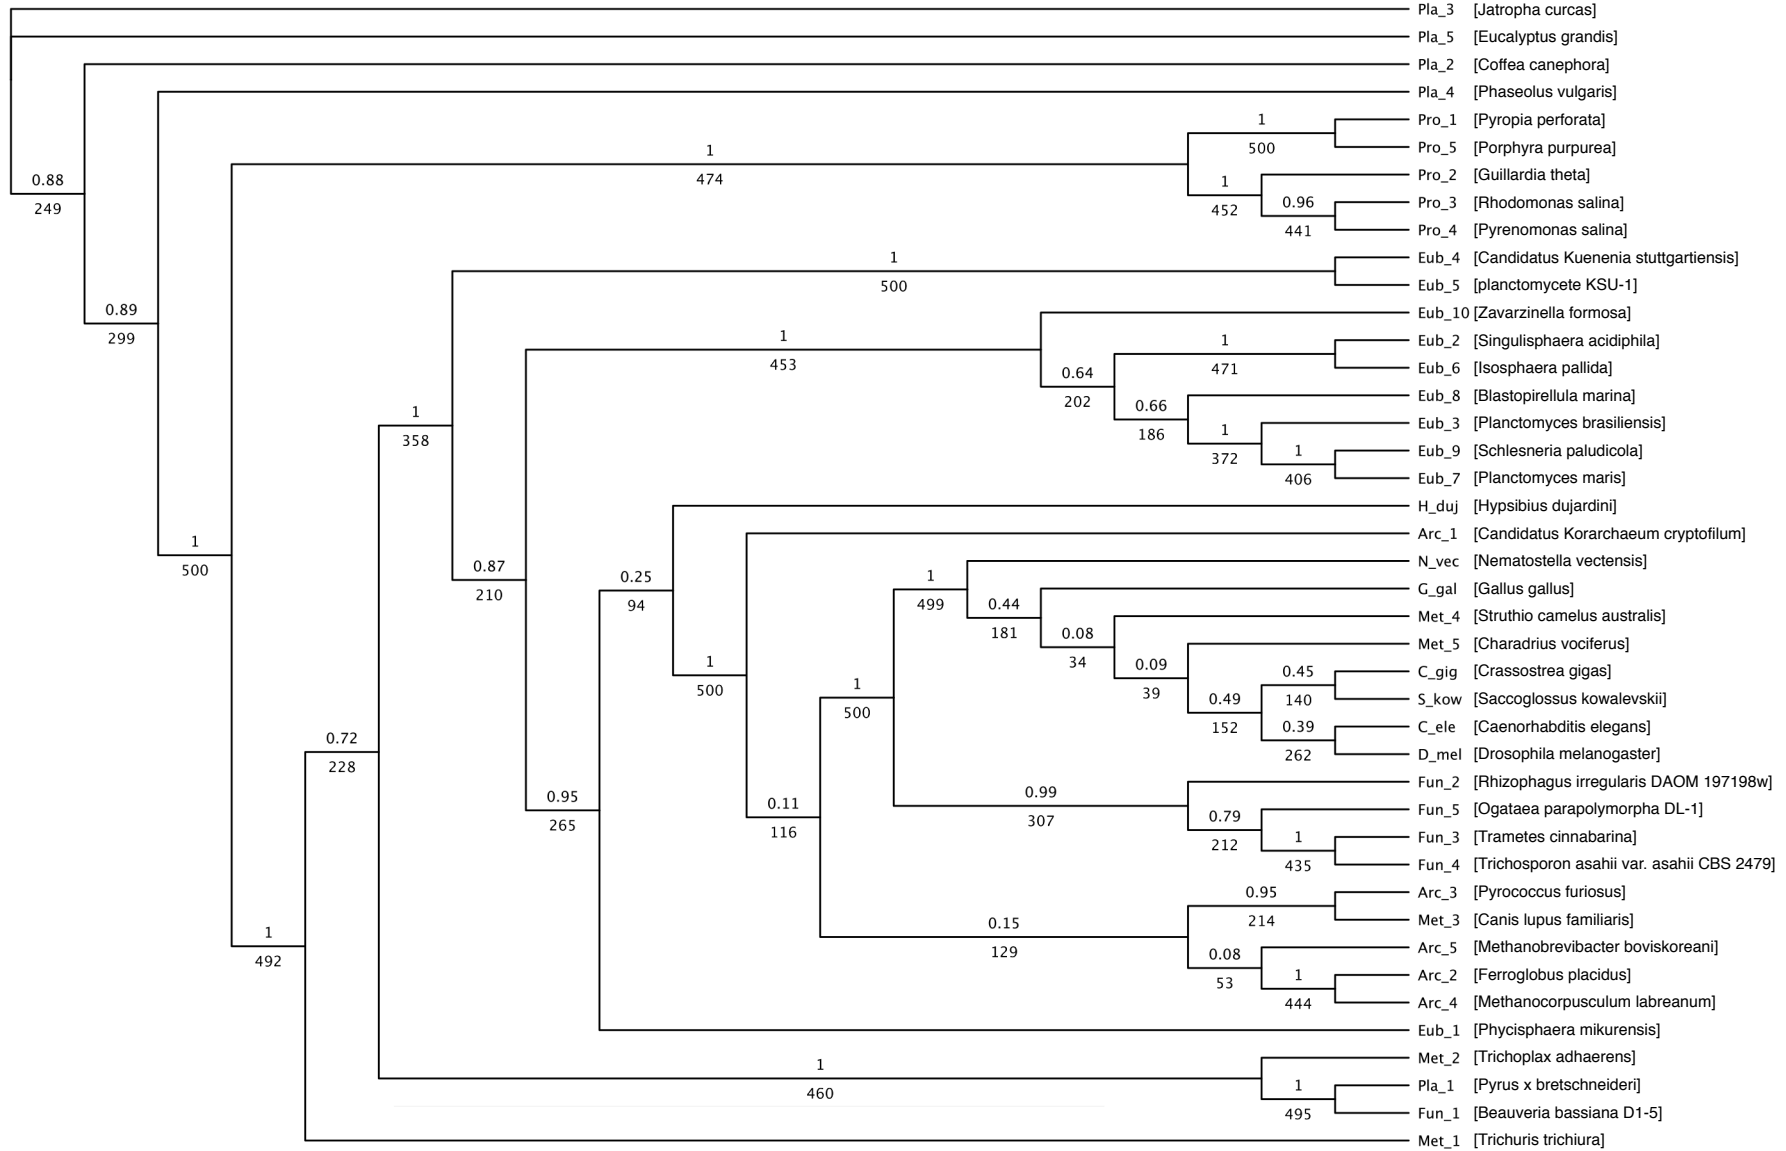 Pla_3 [Jatropha curcas]
Pla_5 [Eucalyptus grandis]
Pla_2 [Coffea canephora]
Pla_4 [Phaseolus vulgaris]
1
Pro_1 [Pyropia perforata]
500
Pro_5 [Porphyra purpurea]
1
474
0.88
249
1
Pro_2 [Guillardia theta]
452
0.96
Pro_3 [Rhodomonas salina]
441
Pro_4 [Pyrenomonas salina]
1
Eub_4 [Candidatus Kuenenia stuttgartiensis]
500
Eub_5 [planctomycete KSU-1]
0.89
299
Eub_10 [Zavarzinella formosa]
1
453
1
Eub_2 [Singulisphaera acidiphila]
471
Eub_6 [Isosphaera pallida]
0.64
202
0.66
186
Eub_8 [Blastopirellula marina]
1
358
1
372
Eub_3 [Planctomyces brasiliensis]
1
Eub_9 [Schlesneria paludicola]
406
Eub_7 [Planctomyces maris]
H_duj [Hypsibius dujardini]
1
500
Arc_1 [Candidatus Korarchaeum cryptofilum]
0.87
210
0.25
94
1
499
N_vec [Nematostella vectensis]
0.44
181
G_gal [Gallus gallus]
0.08
34
Met_4 [Struthio camelus australis]
1
500
0.09
39
Met_5 [Charadrius vociferus]
1
500
0.49
152
0.45
C_gig [Crassostrea gigas]
140
S_kow [Saccoglossus kowalevskii]
0.39
C_ele [Caenorhabditis elegans]
262
D_mel [Drosophila melanogaster]
0.72
228
0.99
307
Fun_2 [Rhizophagus irregularis DAOM 197198w]
0.95
265
0.11
116
0.79
212
Fun_5 [Ogataea parapolymorpha DL-1]
1
Fun_3 [Trametes cinnabarina]
435
Fun_4 [Trichosporon asahii var. asahii CBS 2479]
0.95
Arc_3 [Pyrococcus furiosus]
214
Met_3 [Canis lupus familiaris]
1
492
0.15
129
0.08
53
Arc_5 [Methanobrevibacter boviskoreani]
1
Arc_2 [Ferroglobus placidus]
444
Arc_4 [Methanocorpusculum labreanum]
Eub_1 [Phycisphaera mikurensis]
1
460
Met_2 [Trichoplax adhaerens]
1
Pla_1 [Pyrus x bretschneideri]
495
Fun_1 [Beauveria bassiana D1-5]
Met_1 [Trichuris trichiura]